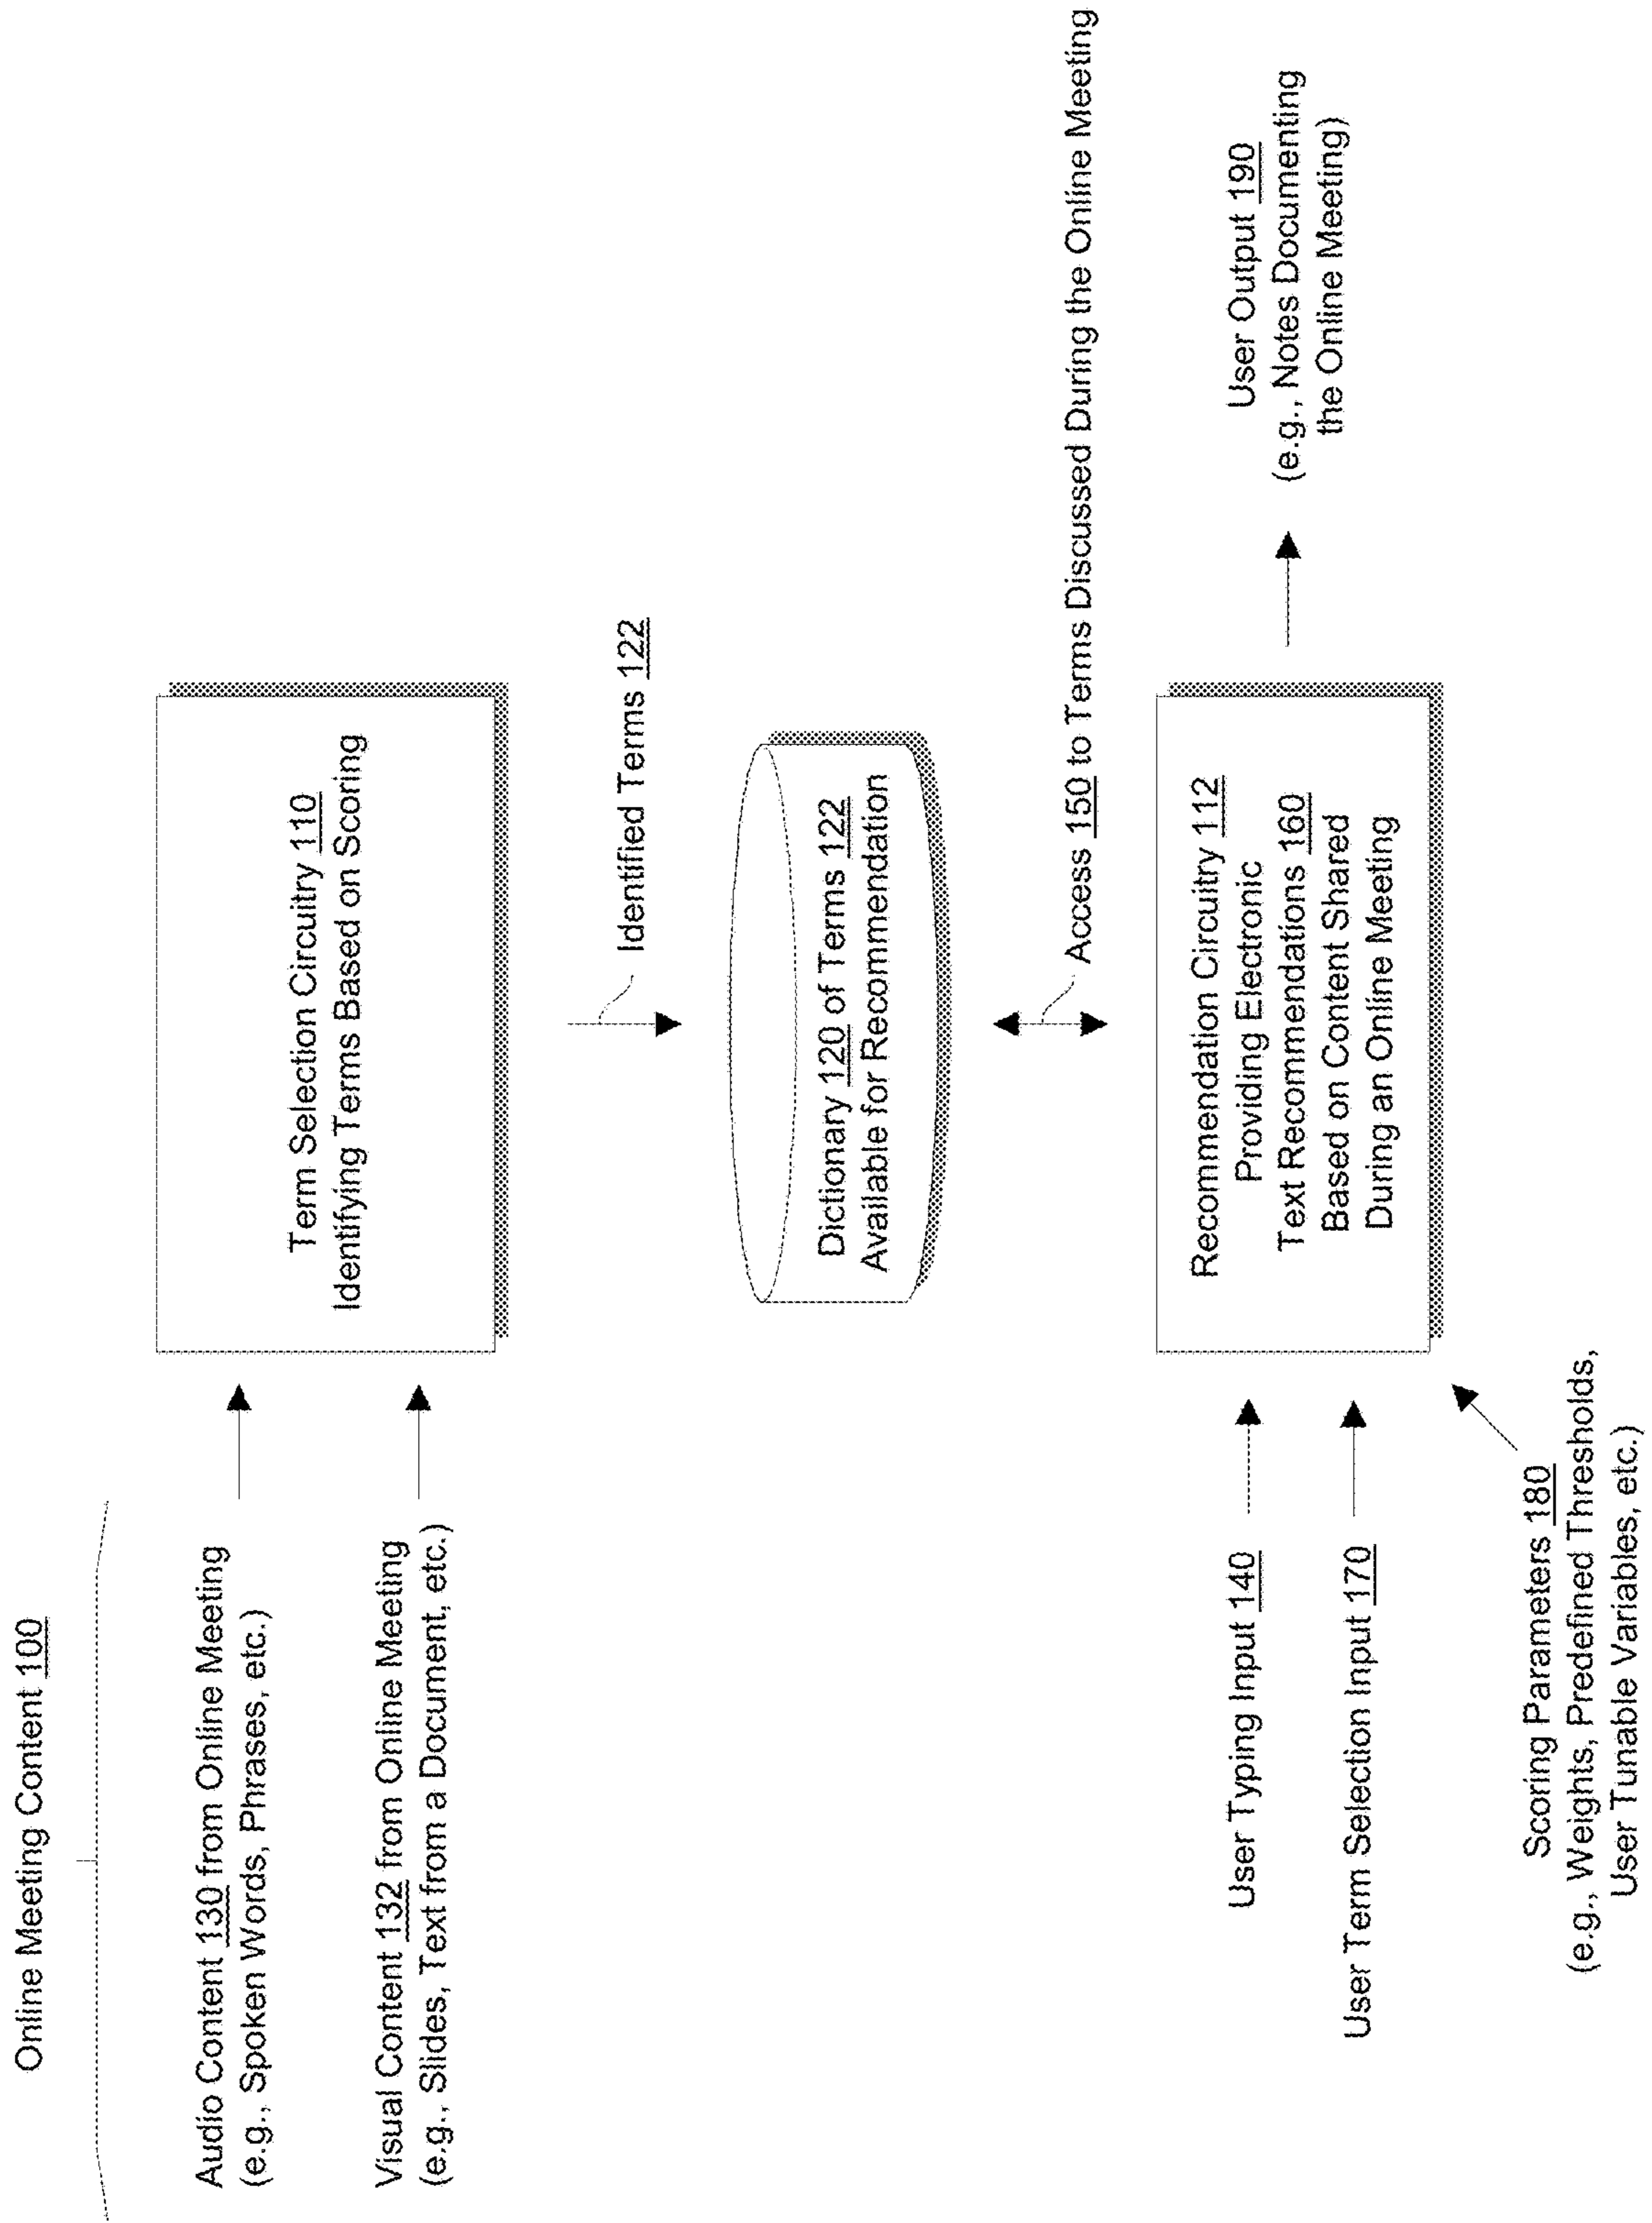 Online Meeting Content 100
Audio Content 130 from Online Meeting
(e.g., Spoken Words, Phrases, etc.)
Visual Content 132 from Online Meeting
(e.g., Slides, Text from a Document, etc.)
Term Selection Circuitry 110
Identifying Terms Based on Scoring
Identified Terms 122
Dictionary 120 of Terms 122
Available for Recommendation
Access 150 to Terms Discussed During the Online Meeting
User Typing Input 140
User Term Selection Input 170
Scoring Parameters 180
(e.g., Weights, Predefined Thresholds,
User Tunable Variables, etc.)
Recommendation Circuitry 112
Providing Electronic
Text Recommendations 160
Based on Content Shared
During an Online Meeting
User Output 190
(e.g., Notes Documenting
the Online Meeting)